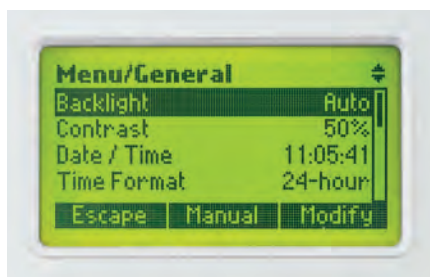 Menu/General
Backlight Auto
Contrast 50%
Date / Time 11:05:41
Time Format 24-hour
Escape Manual Modify